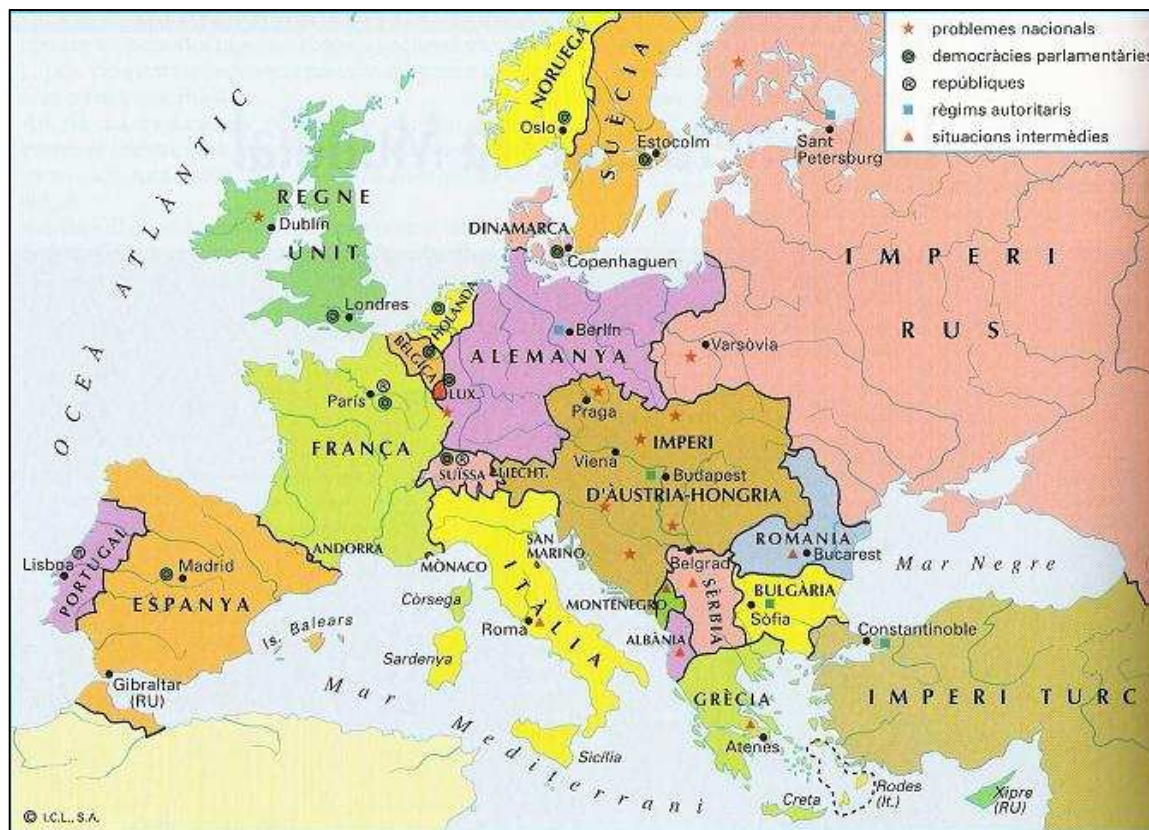 problemes nacionals
democràcies parlamentàries
repúbliques
règims autoritaris
situacions intermèdies
OCEÀ ATLÀNTIC
NORUEGA
Oslo
SUÈCIA
Estocolm
Sant
Petersburg
REGNE
UNIT
Dublín
Londres
DINAMARCA
Copenhaguen
IMPERI
RUS
HOLANDA
BÈLGICA
LUX.
Berlín
ALEMANYA
Varsòvia
París
FRANÇA
Praga
Viena
IMPERI
Budapest
D'ÀUSTRIA-HONGRIA
SUÏSSA
LIECHT.
ROMANIA
Bucarest
Mar Negre
Lisboa
PORTUGAL
Madrid
ESPANYA
ANDORRA
MÒNACO
SAN
MARINO
Belgrad
SÈRBIA
BULGÀRIA
Sòfia
MONTENEGRO
ALBÀNIA
Constantinoble
IMPERI TURC
Còrsega
Roma
ITÀLIA
Is. Balears
Sardenya
Gibraltar
(RU)
Mar Mediterrani
GRÈCIA
Atenes
Sicília
Creta
Rodes
(It.)
Xipre
(RU)
© I.C.L., S.A.